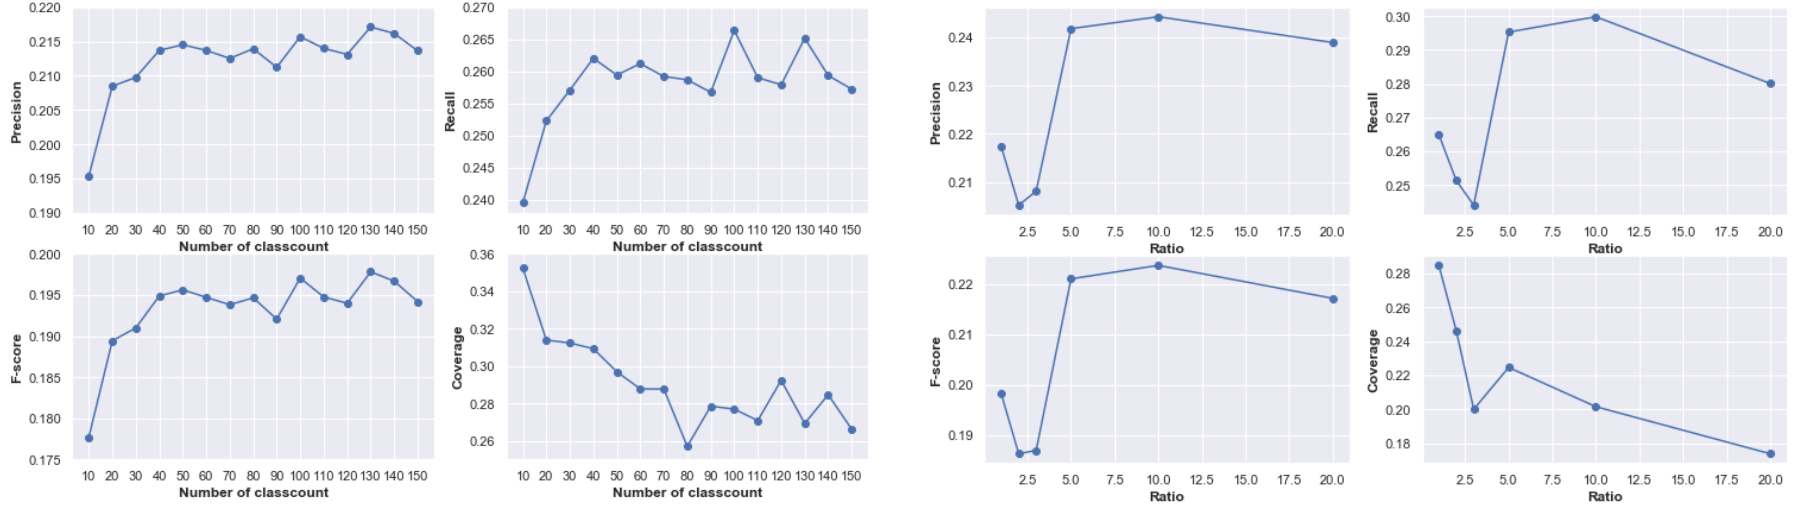 0.220
0.215
0.210
0.205
0.200
0.195
0.190
Precision
10 20 30 40 50 60 70 80 90 100 110 120 130 140 150
Number of classcount
0.270
0.265
0.260
0.255
0.250
0.245
0.240
Recall
10 20 30 40 50 60 70 80 90 100 110 120 130 140 150
Number of classcount
0.24
0.23
0.22
0.21
Precision
2.5 5.0 7.5 10.0 12.5 15.0 17.5 20.0
Ratio
0.30
0.29
0.28
0.27
0.26
0.25
Recall
2.5 5.0 7.5 10.0 12.5 15.0 17.5 20.0
Ratio
0.200
0.195
0.190
0.185
0.180
0.175
F-score
10 20 30 40 50 60 70 80 90 100 110 120 130 140 150
Number of classcount
0.36
0.34
0.32
0.30
0.28
0.26
Coverage
10 20 30 40 50 60 70 80 90 100 110 120 130 140 150
Number of classcount
0.22
0.21
0.20
0.19
F-score
2.5 5.0 7.5 10.0 12.5 15.0 17.5 20.0
Ratio
0.28
0.26
0.24
0.22
0.20
0.18
Coverage
2.5 5.0 7.5 10.0 12.5 15.0 17.5 20.0
Ratio